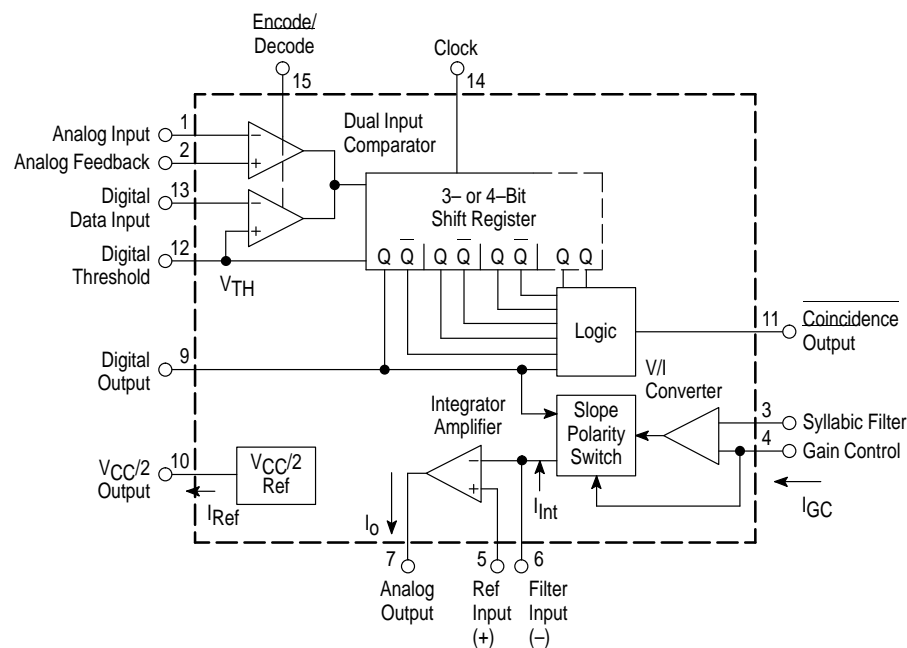 Encode/
Decode
15
Clock
14
Analog Input
1
Analog Feedback
2
Dual Input
Comparator
Digital
Data Input
13
3– or 4–Bit
Shift Register
Digital
Threshold
12
VTH
Q Q Q Q Q Q Q Q
Logic
11
Coincidence
Output
Digital
Output
9
V/I
Converter
Integrator
Amplifier
Slope
Polarity
Switch
3
Syllabic Filter
4
Gain Control
VCC/2
Output
10
VCC/2
Ref
IRef
–
+
IInt
IGC
Io
7
5
6
Analog
Output
Ref
Input
(+)
Filter
Input
(–)